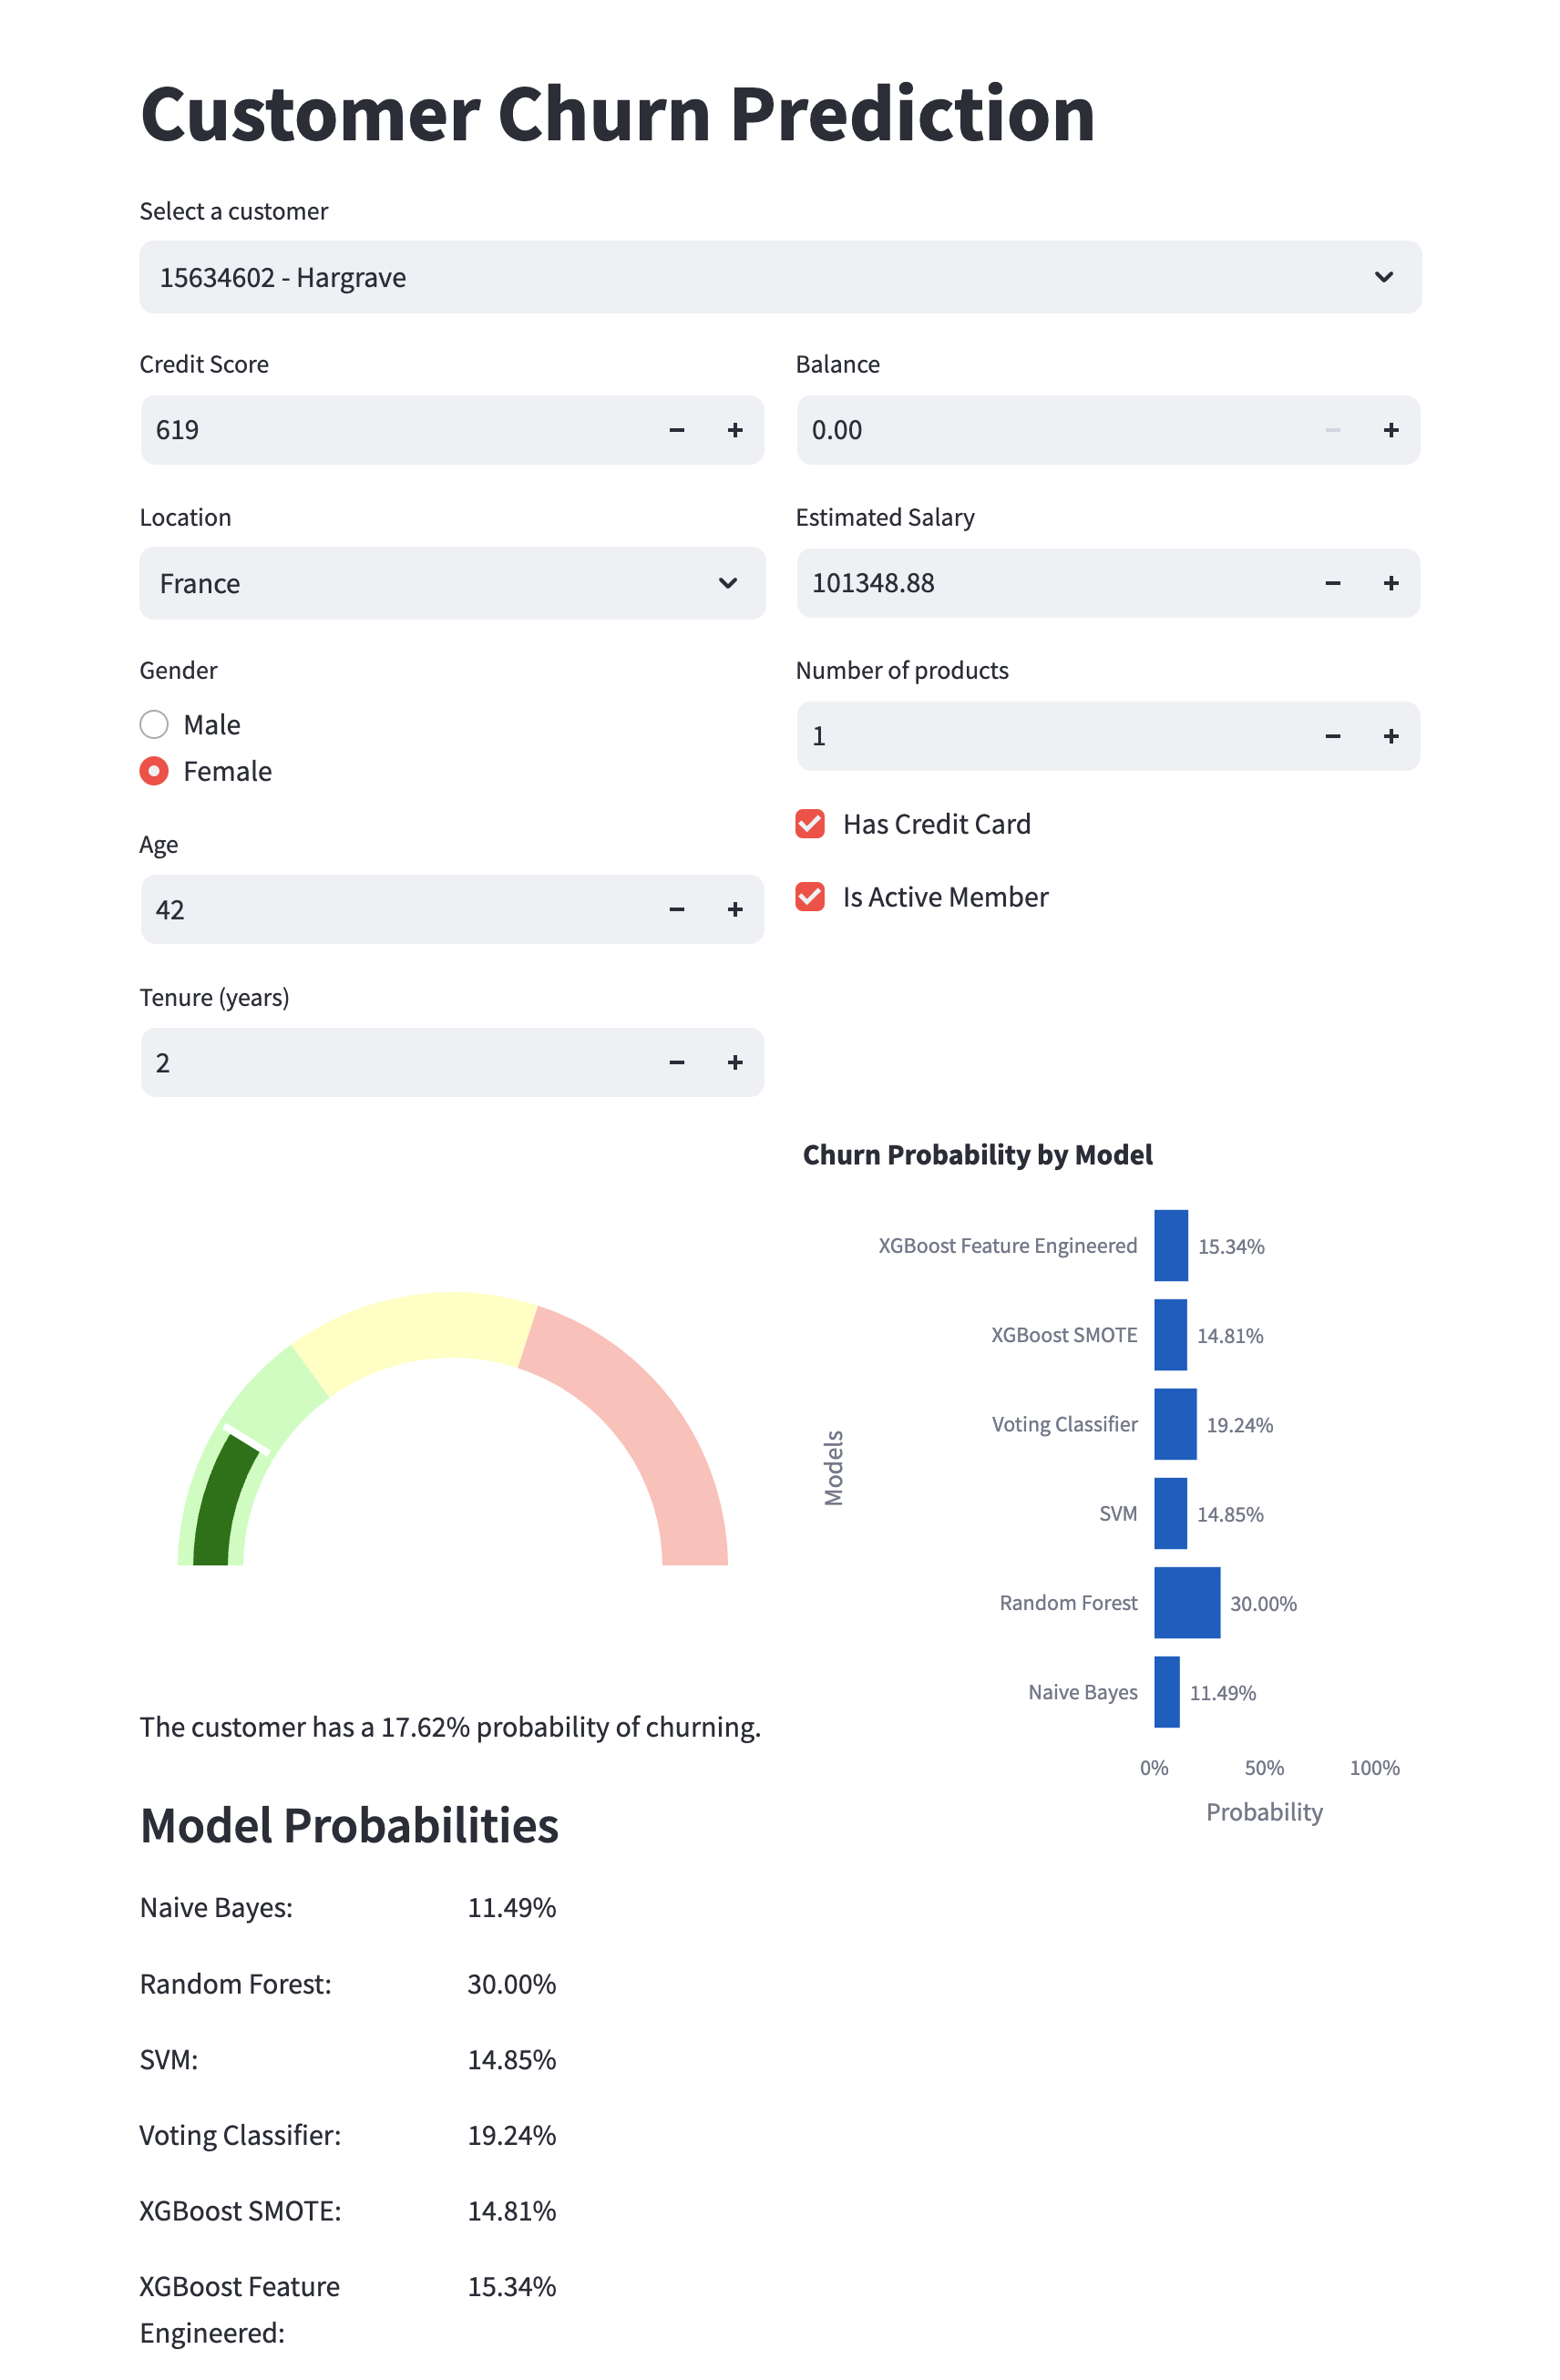 Customer Churn Prediction
Select a customer
15634602 - Hargrave
Credit Score
619
Location
France
Gender
Male
Female
Age
42
Tenure (years)
2
Balance
0.00
Estimated Salary
101348.88
Number of products
1
Has Credit Card
Is Active Member
The customer has a 17.62% probability of churning.
Churn Probability by Model
Models
XGBoost Feature Engineered 15.34%
XGBoost SMOTE 14.81%
Voting Classifier 19.24%
SVM 14.85%
Random Forest 30.00%
Naive Bayes 11.49%
0% 50% 100%
Probability
Model Probabilities
Naive Bayes: 11.49%
Random Forest: 30.00%
SVM: 14.85%
Voting Classifier: 19.24%
XGBoost SMOTE: 14.81%
XGBoost Feature 15.34%
Engineered: